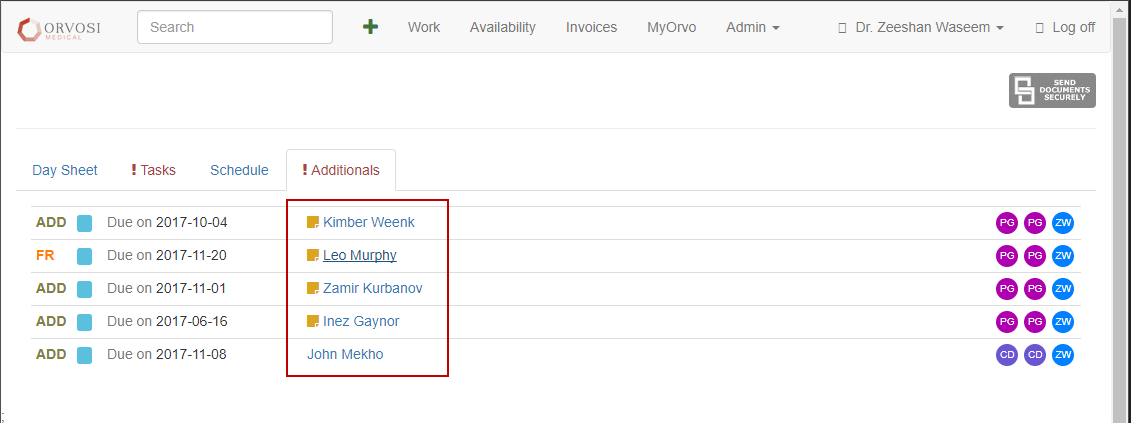 ORVOSI
MEDICAL
Search
Work Availability Invoices MyOrvo Admin Dr. Zeeshan Waseem Log off
SEND
DOCUMENTS
SECURELY
Day Sheet ! Tasks Schedule ! Additionals
ADD Due on 2017-10-04 Kimber Weenk PG PG ZW
FR Due on 2017-11-20 Leo Murphy PG PG ZW
ADD Due on 2017-11-01 Zamir Kurbanov PG PG ZW
ADD Due on 2017-06-16 Inez Gaynor PG PG ZW
ADD Due on 2017-11-08 John Mekho CD CD ZW
;